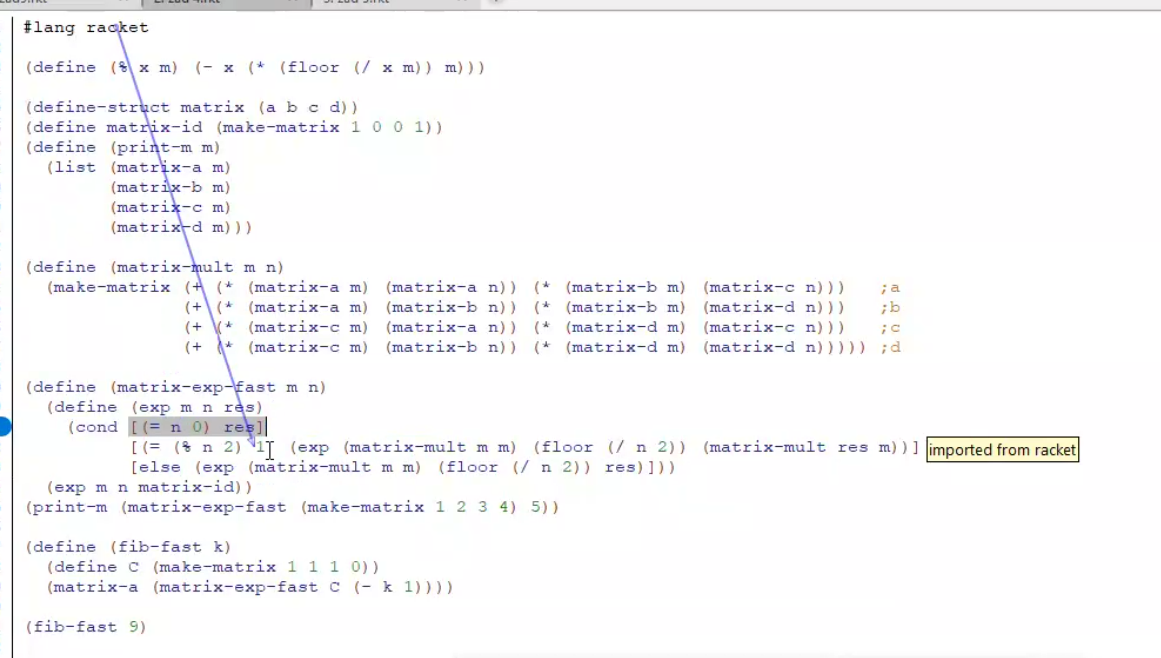 #lang racket
(define (% x m) (- x (* (floor (/ x m)) m)))
(define-struct matrix (a b c d))
(define matrix-id (make-matrix 1 0 0 1))
(define (print-m m)
(list (matrix-a m)
(matrix-b m)
(matrix-c m)
(matrix-d m)))
(define (matrix-mult m n)
(make-matrix (+ (* (matrix-a m) (matrix-a n)) (* (matrix-b m) (matrix-c n))) ;a
(+ (* (matrix-a m) (matrix-b n)) (* (matrix-b m) (matrix-d n))) ;b
(+ (* (matrix-c m) (matrix-a n)) (* (matrix-d m) (matrix-c n))) ;c
(+ (* (matrix-c m) (matrix-b n)) (* (matrix-d m) (matrix-d n))))) ;d
(define (matrix-exp-fast m n)
(define (exp m n res)
(cond [(= n 0) res]
[(= (% n 2) 1) (exp (matrix-mult m m) (floor (/ n 2)) (matrix-mult res m))]
imported from racket
[else (exp (matrix-mult m m) (floor (/ n 2)) res)]))
(exp m n matrix-id))
(print-m (matrix-exp-fast (make-matrix 1 2 3 4) 5))
(define (fib-fast k)
(define C (make-matrix 1 1 1 0))
(matrix-a (matrix-exp-fast C (- k 1))))
(fib-fast 9)